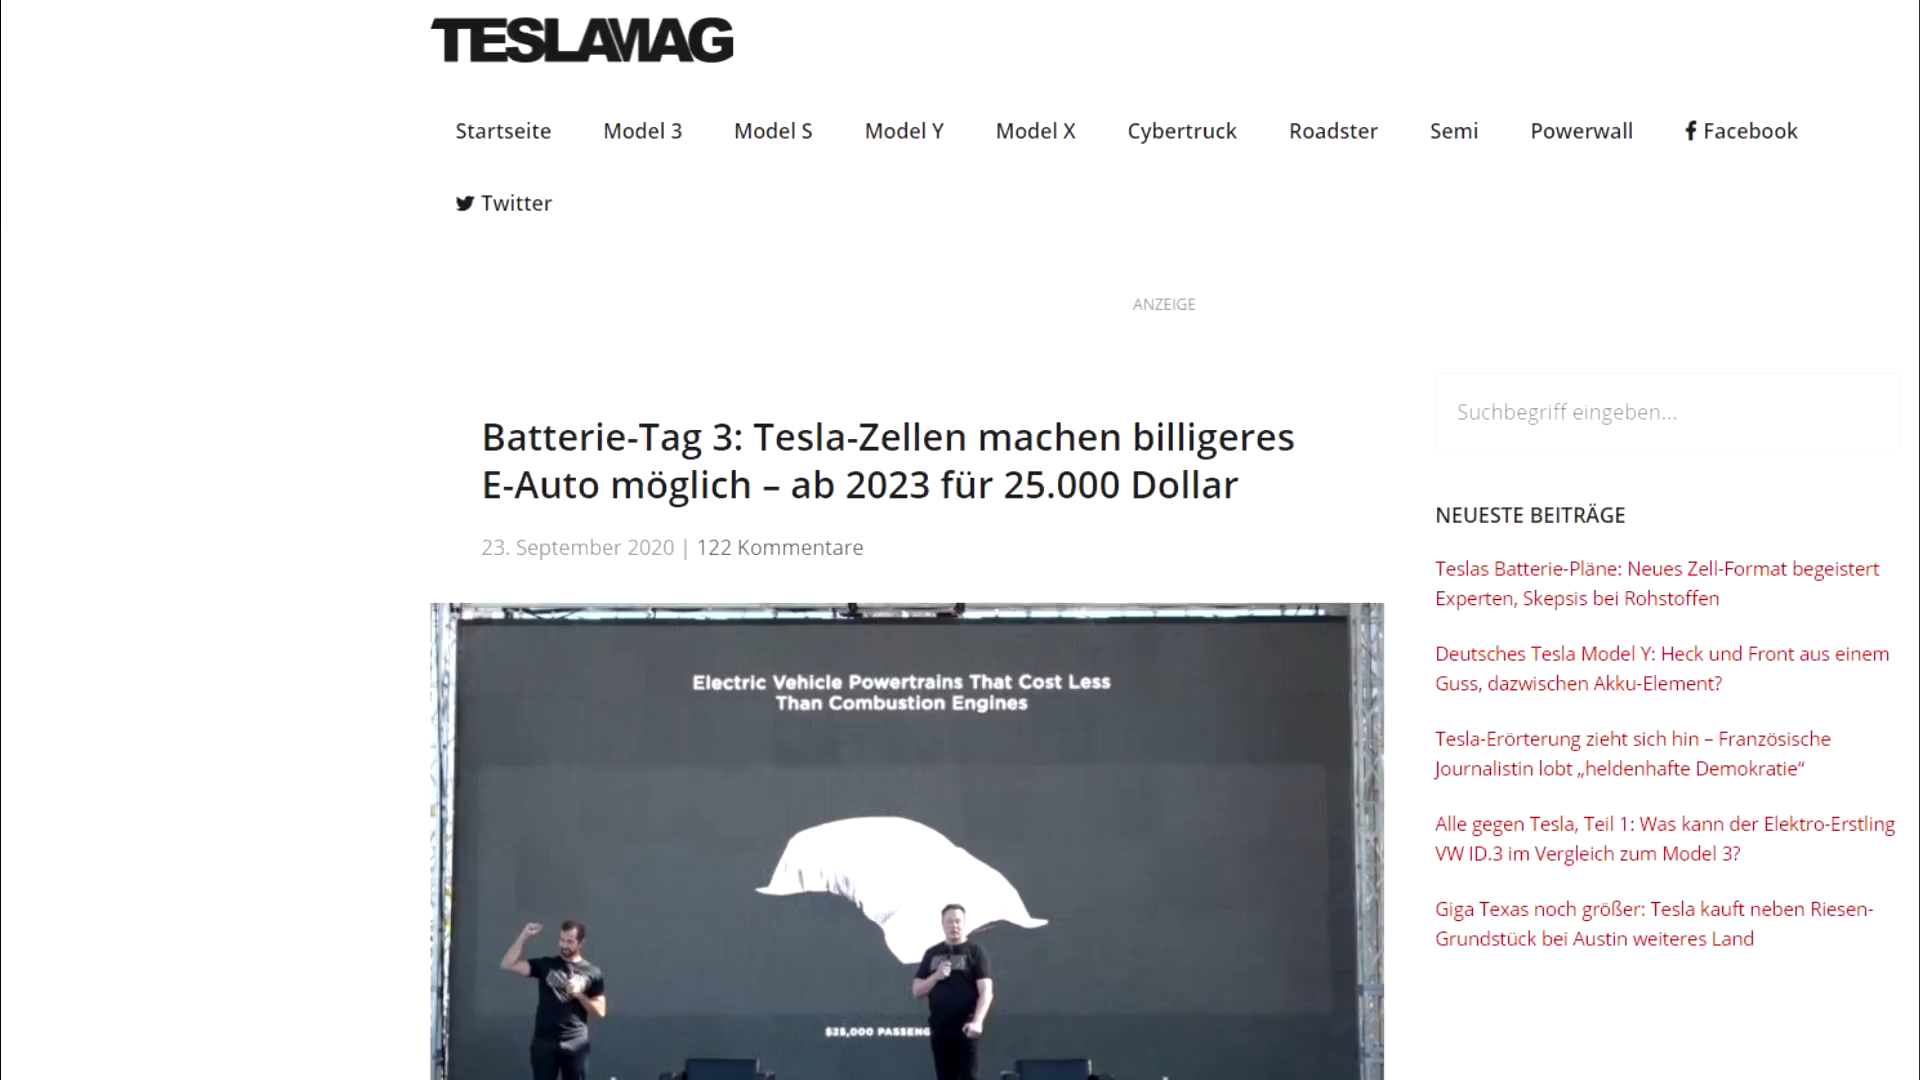 TESLAMAG
Startseite Model 3 Model S Model Y Model X Cybertruck Roadster Semi Powerwall Facebook
Twitter
ANZEIGE
Batterie-Tag 3: Tesla-Zellen machen billigeres
E-Auto möglich – ab 2023 für 25.000 Dollar
23. September 2020 | 122 Kommentare
Electric Vehicle Powertrains That Cost Less
Than Combustion Engines
$25,000 PASSENG
Suchbegriff eingeben...
NEUESTE BEITRÄGE
Teslas Batterie-Pläne: Neues Zell-Format begeistert
Experten, Skepsis bei Rohstoffen
Deutsches Tesla Model Y: Heck und Front aus einem
Guss, dazwischen Akku-Element?
Tesla-Erörterung zieht sich hin – Französische
Journalistin lobt „heldenhafte Demokratie“
Alle gegen Tesla, Teil 1: Was kann der Elektro-Erstling
VW ID.3 im Vergleich zum Model 3?
Giga Texas noch größer: Tesla kauft neben Riesen-
Grundstück bei Austin weiteres Land